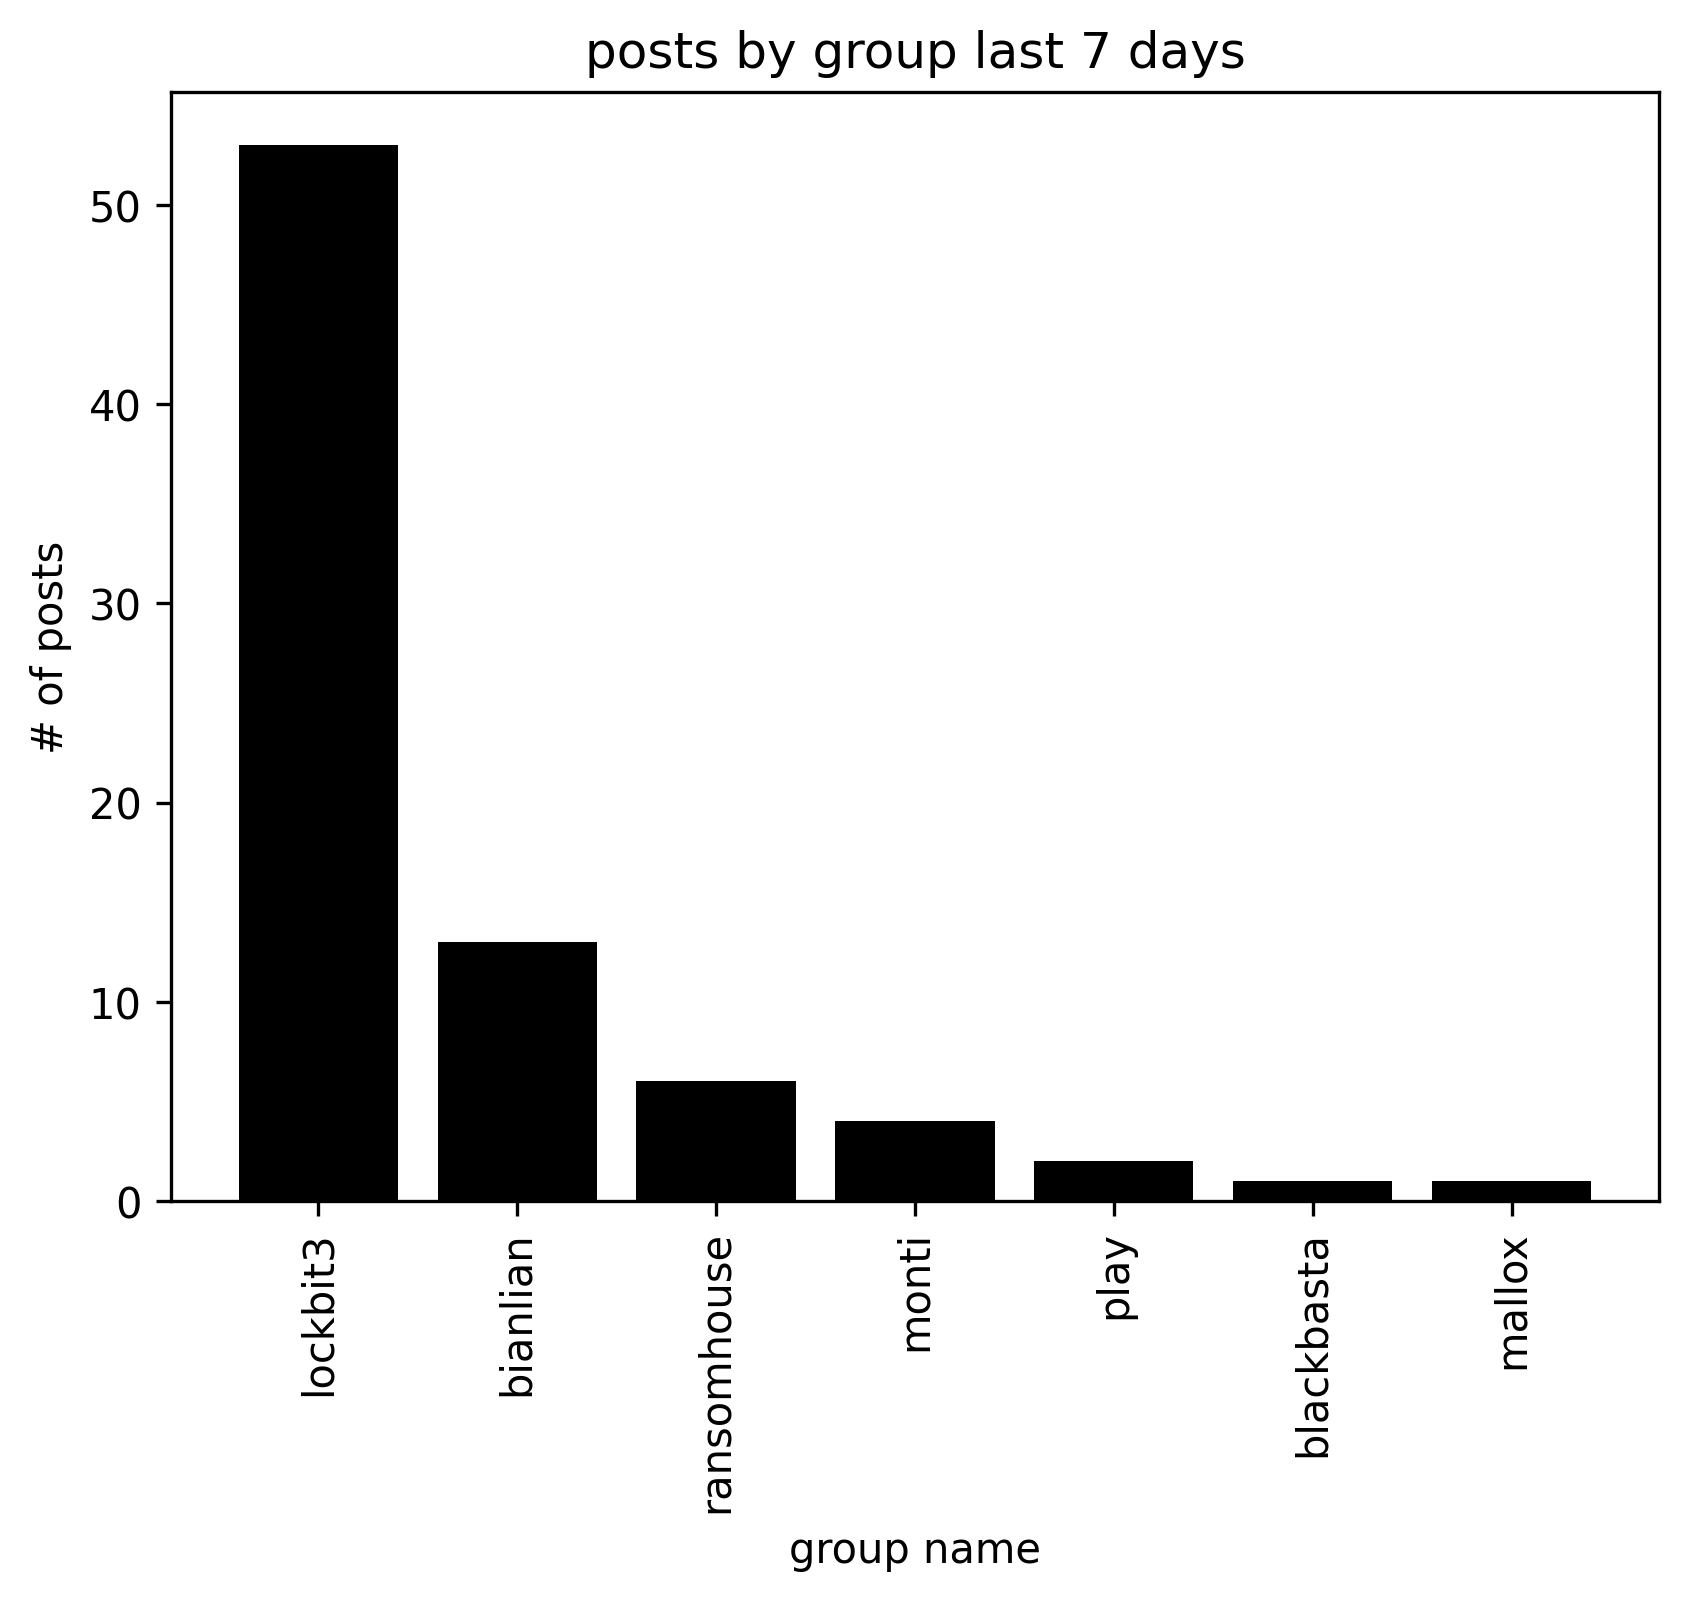 posts by group last 7 days
# of posts
50
40
30
20
10
0
lockbit3
bianlian
ransomhouse
monti
play
blackbasta
mallox
group name